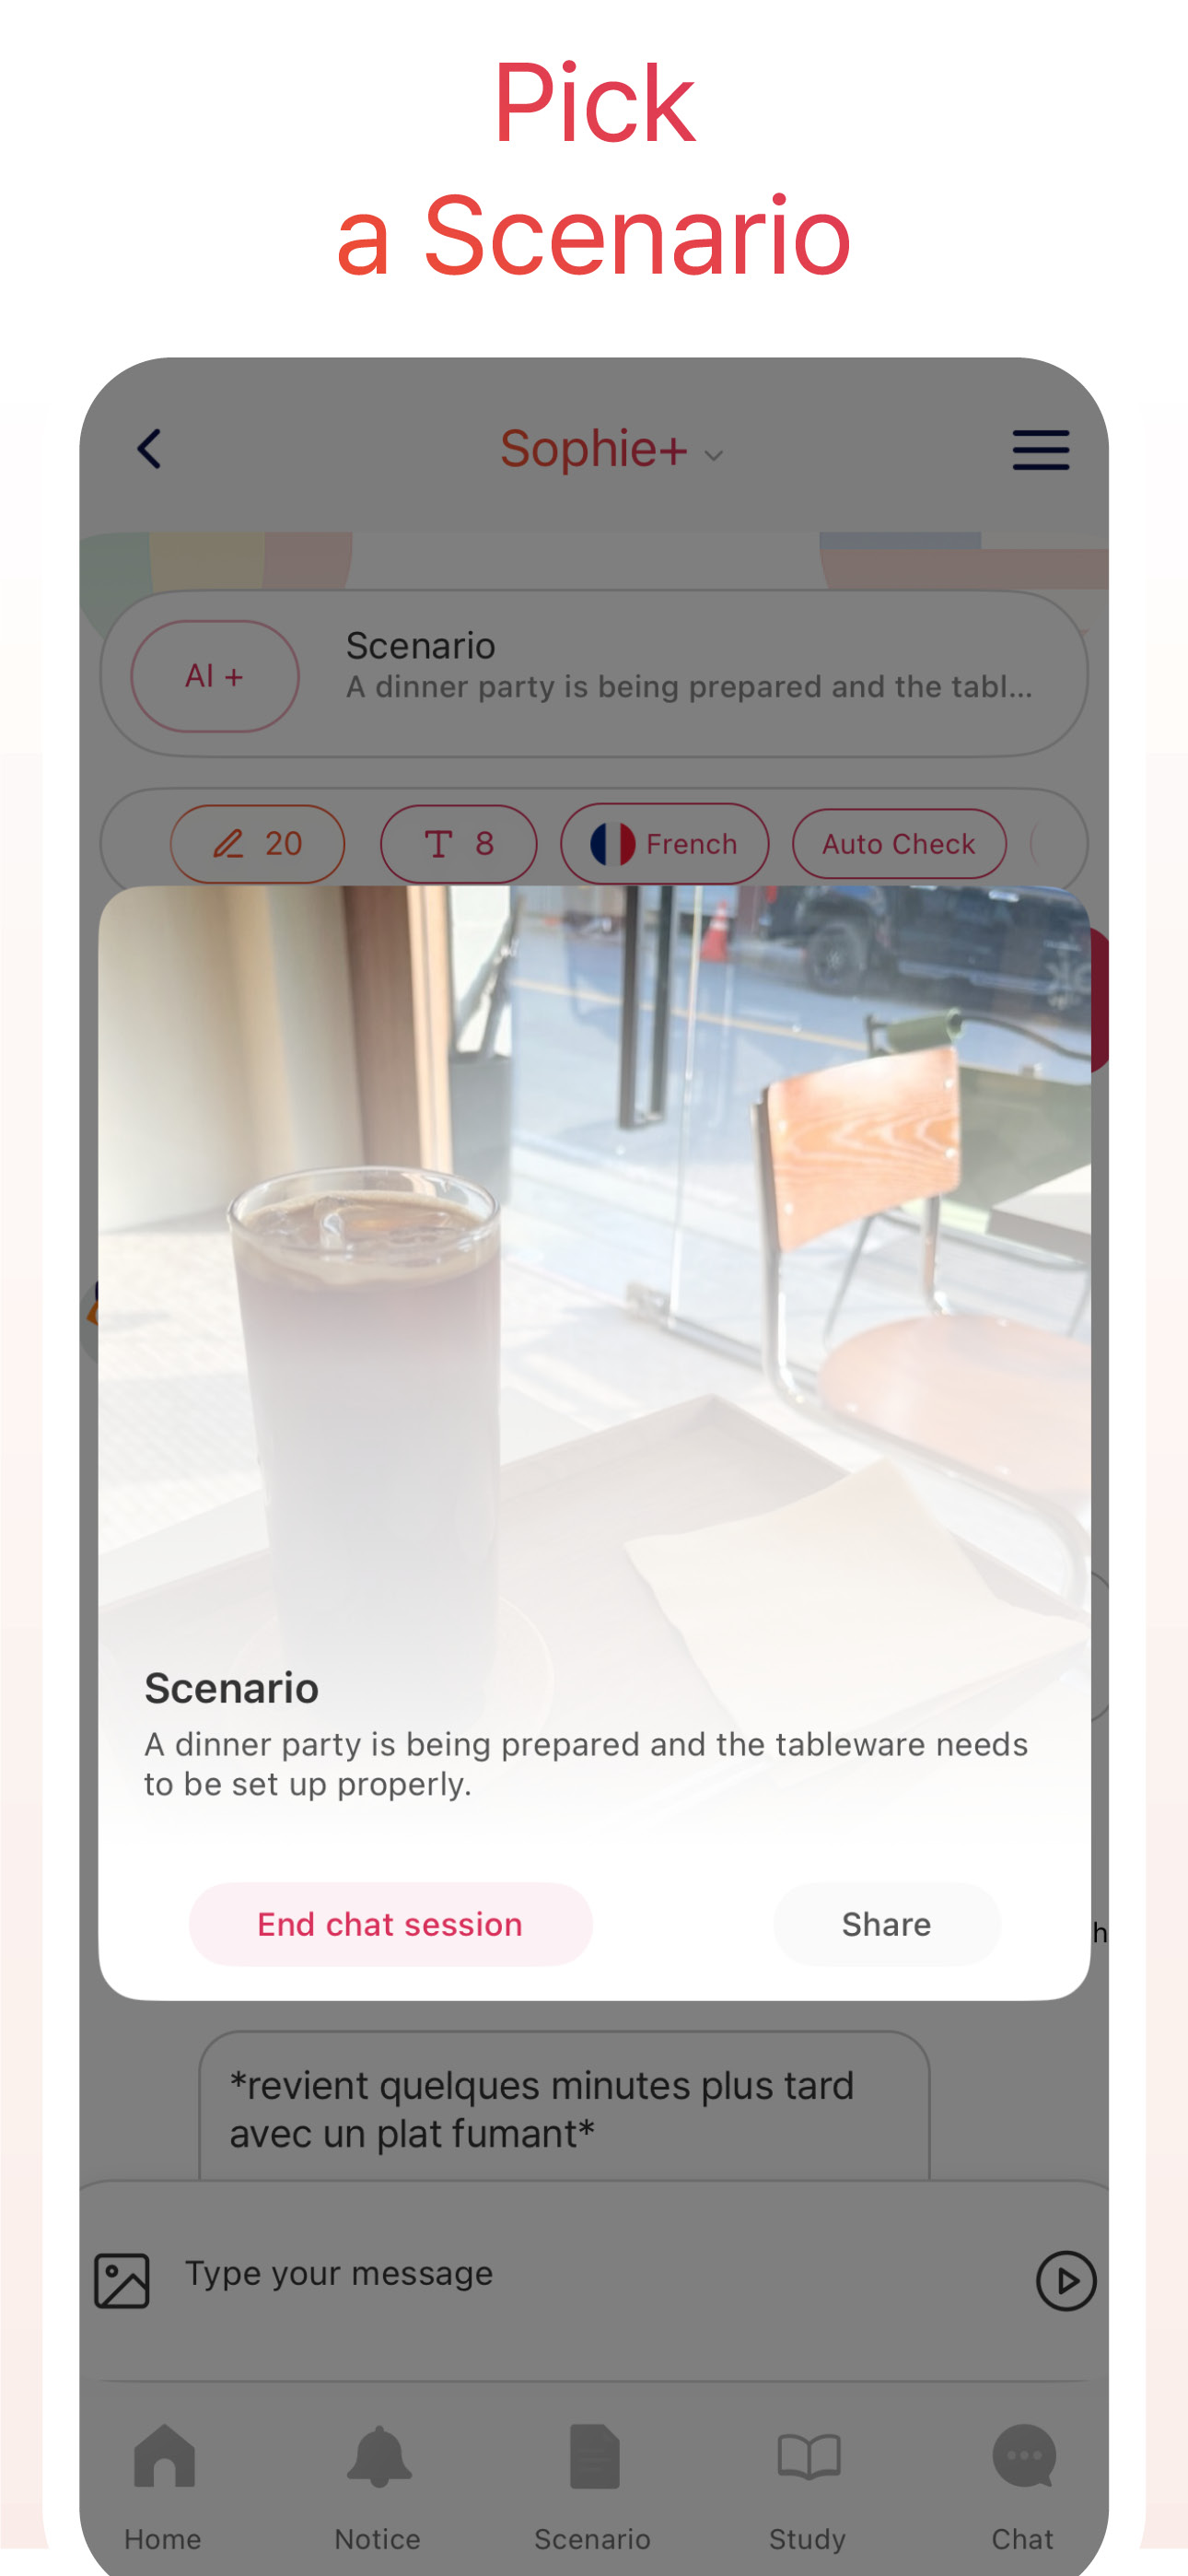 Pick
a Scenario
Sophie+
AI +
Scenario
A dinner party is being prepared and the tabl...
20
8
French
Auto Check
Scenario
A dinner party is being prepared and the tableware needs
to be set up properly.
End chat session
Share
h
*revient quelques minutes plus tard
avec un plat fumant*
Type your message
Home
Notice
Scenario
Study
Chat